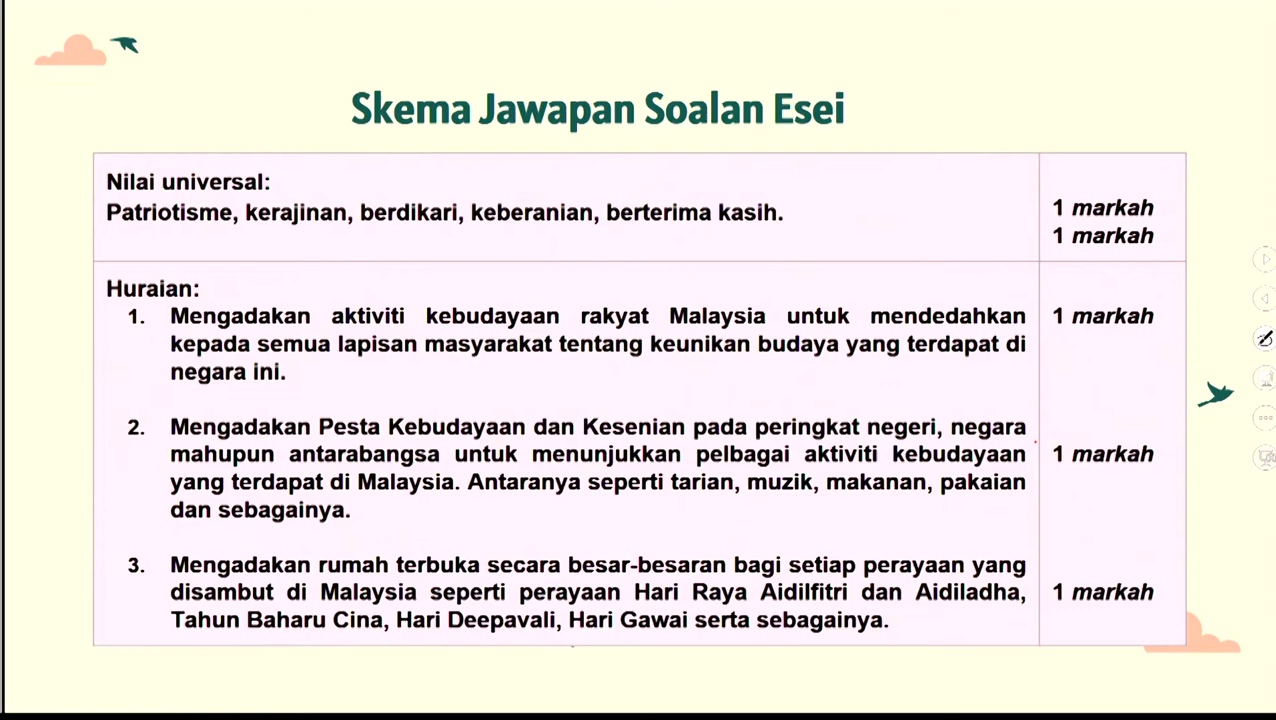 Skema Jawapan Soalan Esei
Nilai universal:
Patriotisme, kerajinan, berdikari, keberanian, berterima kasih.
1 markah
1 markah
Huraian:
1. Mengadakan aktiviti kebudayaan rakyat Malaysia untuk mendedahkan
kepada semua lapisan masyarakat tentang keunikan budaya yang terdapat di
negara ini.
1 markah
2. Mengadakan Pesta Kebudayaan dan Kesenian pada peringkat negeri, negara
mahupun antarabangsa untuk menunjukkan pelbagai aktiviti kebudayaan
yang terdapat di Malaysia. Antaranya seperti tarian, muzik, makanan, pakaian
dan sebagainya.
1 markah
3. Mengadakan rumah terbuka secara besar-besaran bagi setiap perayaan yang
disambut di Malaysia seperti perayaan Hari Raya Aidilfitri dan Aidiladha,
Tahun Baharu Cina, Hari Deepavali, Hari Gawai serta sebagainya.
1 markah